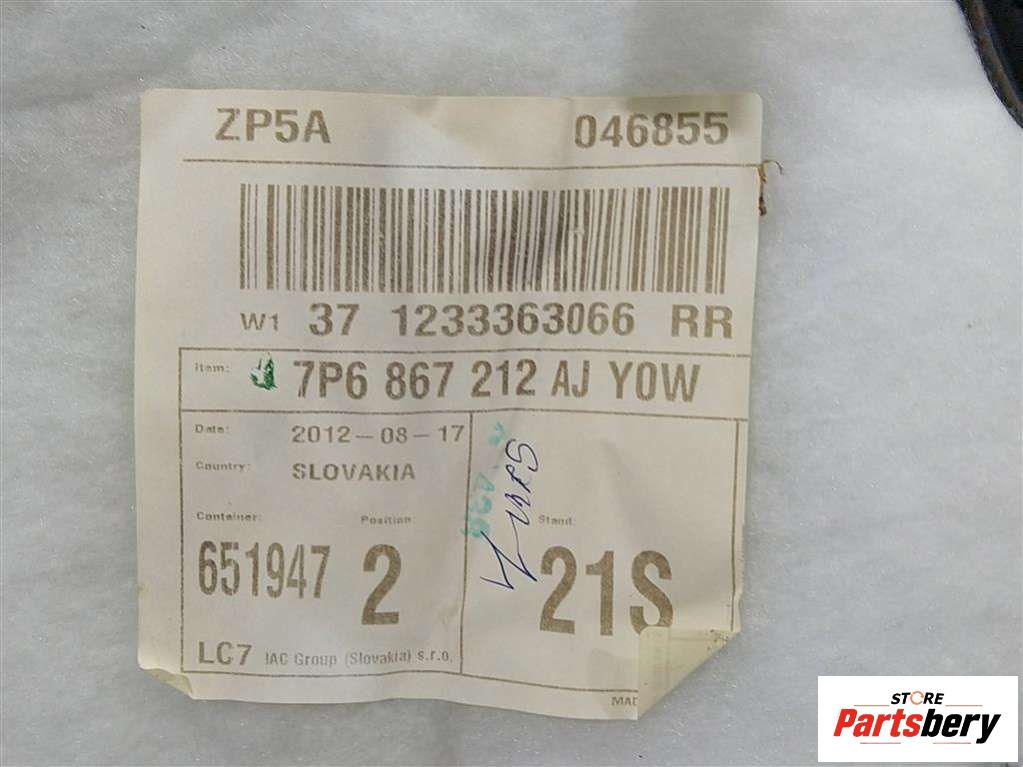 ZP5A 046855
W1 37 1233363066 RR
Item: 7P6 867 212 AJ Y0W
Date: 2012-08-17
Country: SLOVAKIA
Container: Position: Stand:
651947 2 21S
LC7 IAC Group (Slovakia) s.r.o.
STORE
Partsbery